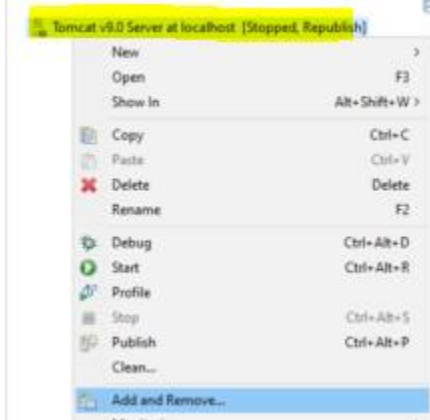 Tomcat v9.0 Server at localhost [Stopped, Republish]
New
Open F3
Show In Alt+Shift+W >
Copy Ctrl+C
Paste Ctrl+V
Delete Delete
Rename F2
Debug Ctrl+Alt+D
Start Ctrl+Alt+R
Profile
Stop Ctrl+Alt+S
Publish Ctrl+Alt+P
Clean...
Add and Remove...